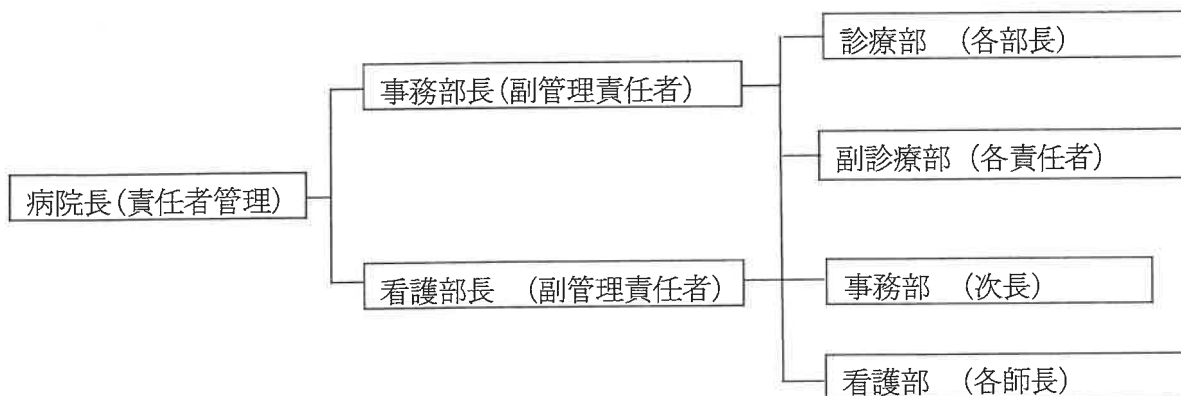 病院長(責任者管理)
事務部長(副管理責任者)
看護部長 (副管理責任者)
診療部 (各部長)
副診療部 (各責任者)
事務部 (次長)
看護部 (各師長)